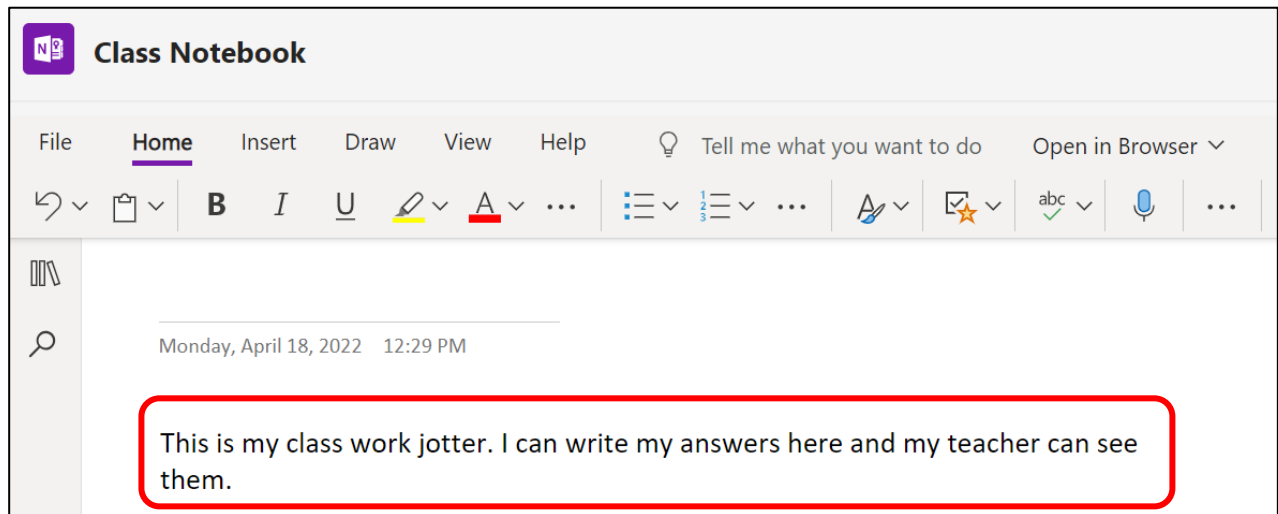 Class Notebook
File Home Insert Draw View Help Tell me what you want to do Open in Browser
B I U A ... ... A abc ...
Monday, April 18, 2022 12:29 PM
This is my class work jotter. I can write my answers here and my teacher can see
them.